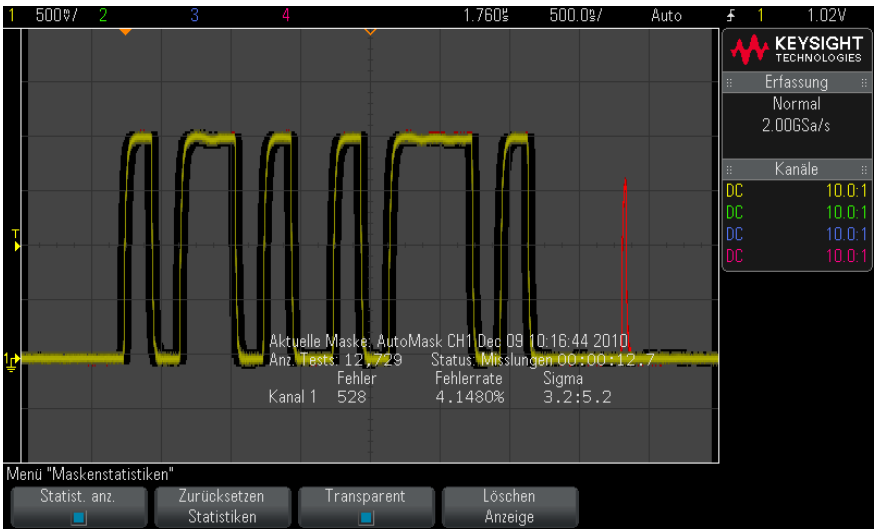 1 500♈/ 2 3 4 1.760s 500.0s/ Auto 1 1.02V
KEYSIGHT
TECHNOLOGIES
Erfassung
Normal
2.00GSa/s
Kanäle
DC 10.0:1
DC 10.0:1
DC 10.0:1
DC 10.0:1
T
1
Aktuelle Maske: AutoMask CH1 Dec 09 10:16:44 2010
Anz. Tests: 12,729 Status: Misslungen 00:00:12.7
Fehler Fehlerrate Sigma
Kanal 1 528 4.1480% 3.2:5.2
Menü "Maskenstatistiken"
Statist. anz.
Zurücksetzen
Statistiken
Transparent
Löschen
Anzeige